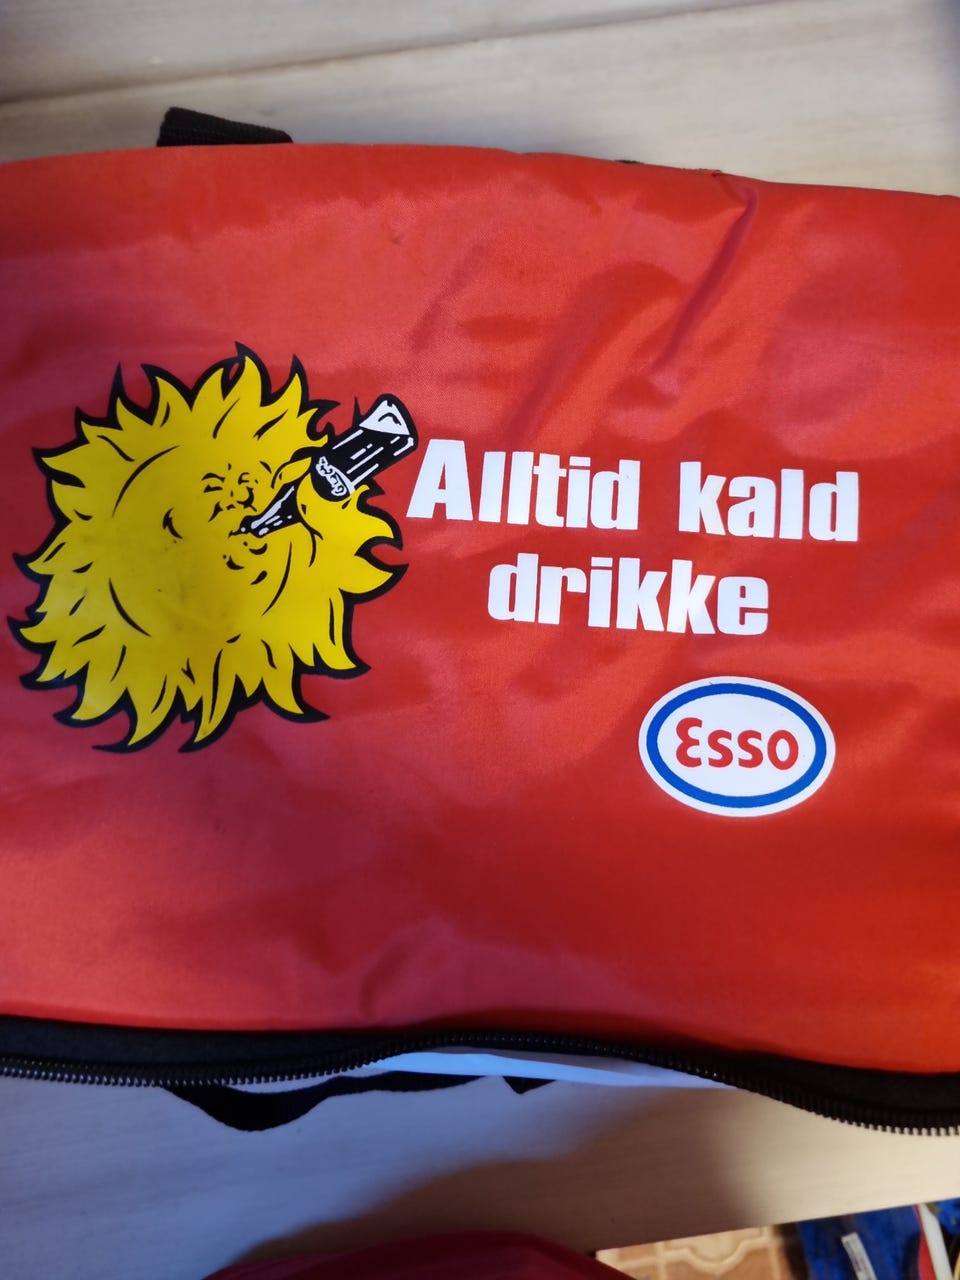 Alltid kald
drikke
Esso